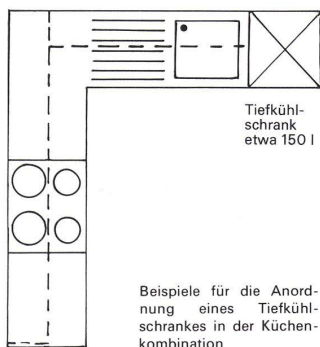 Tiefkühl-
schrank
etwa 150 l
Beispiele für die Anord-
nung eines Tiefkühl-
schrankes in der Küchen-
kombination